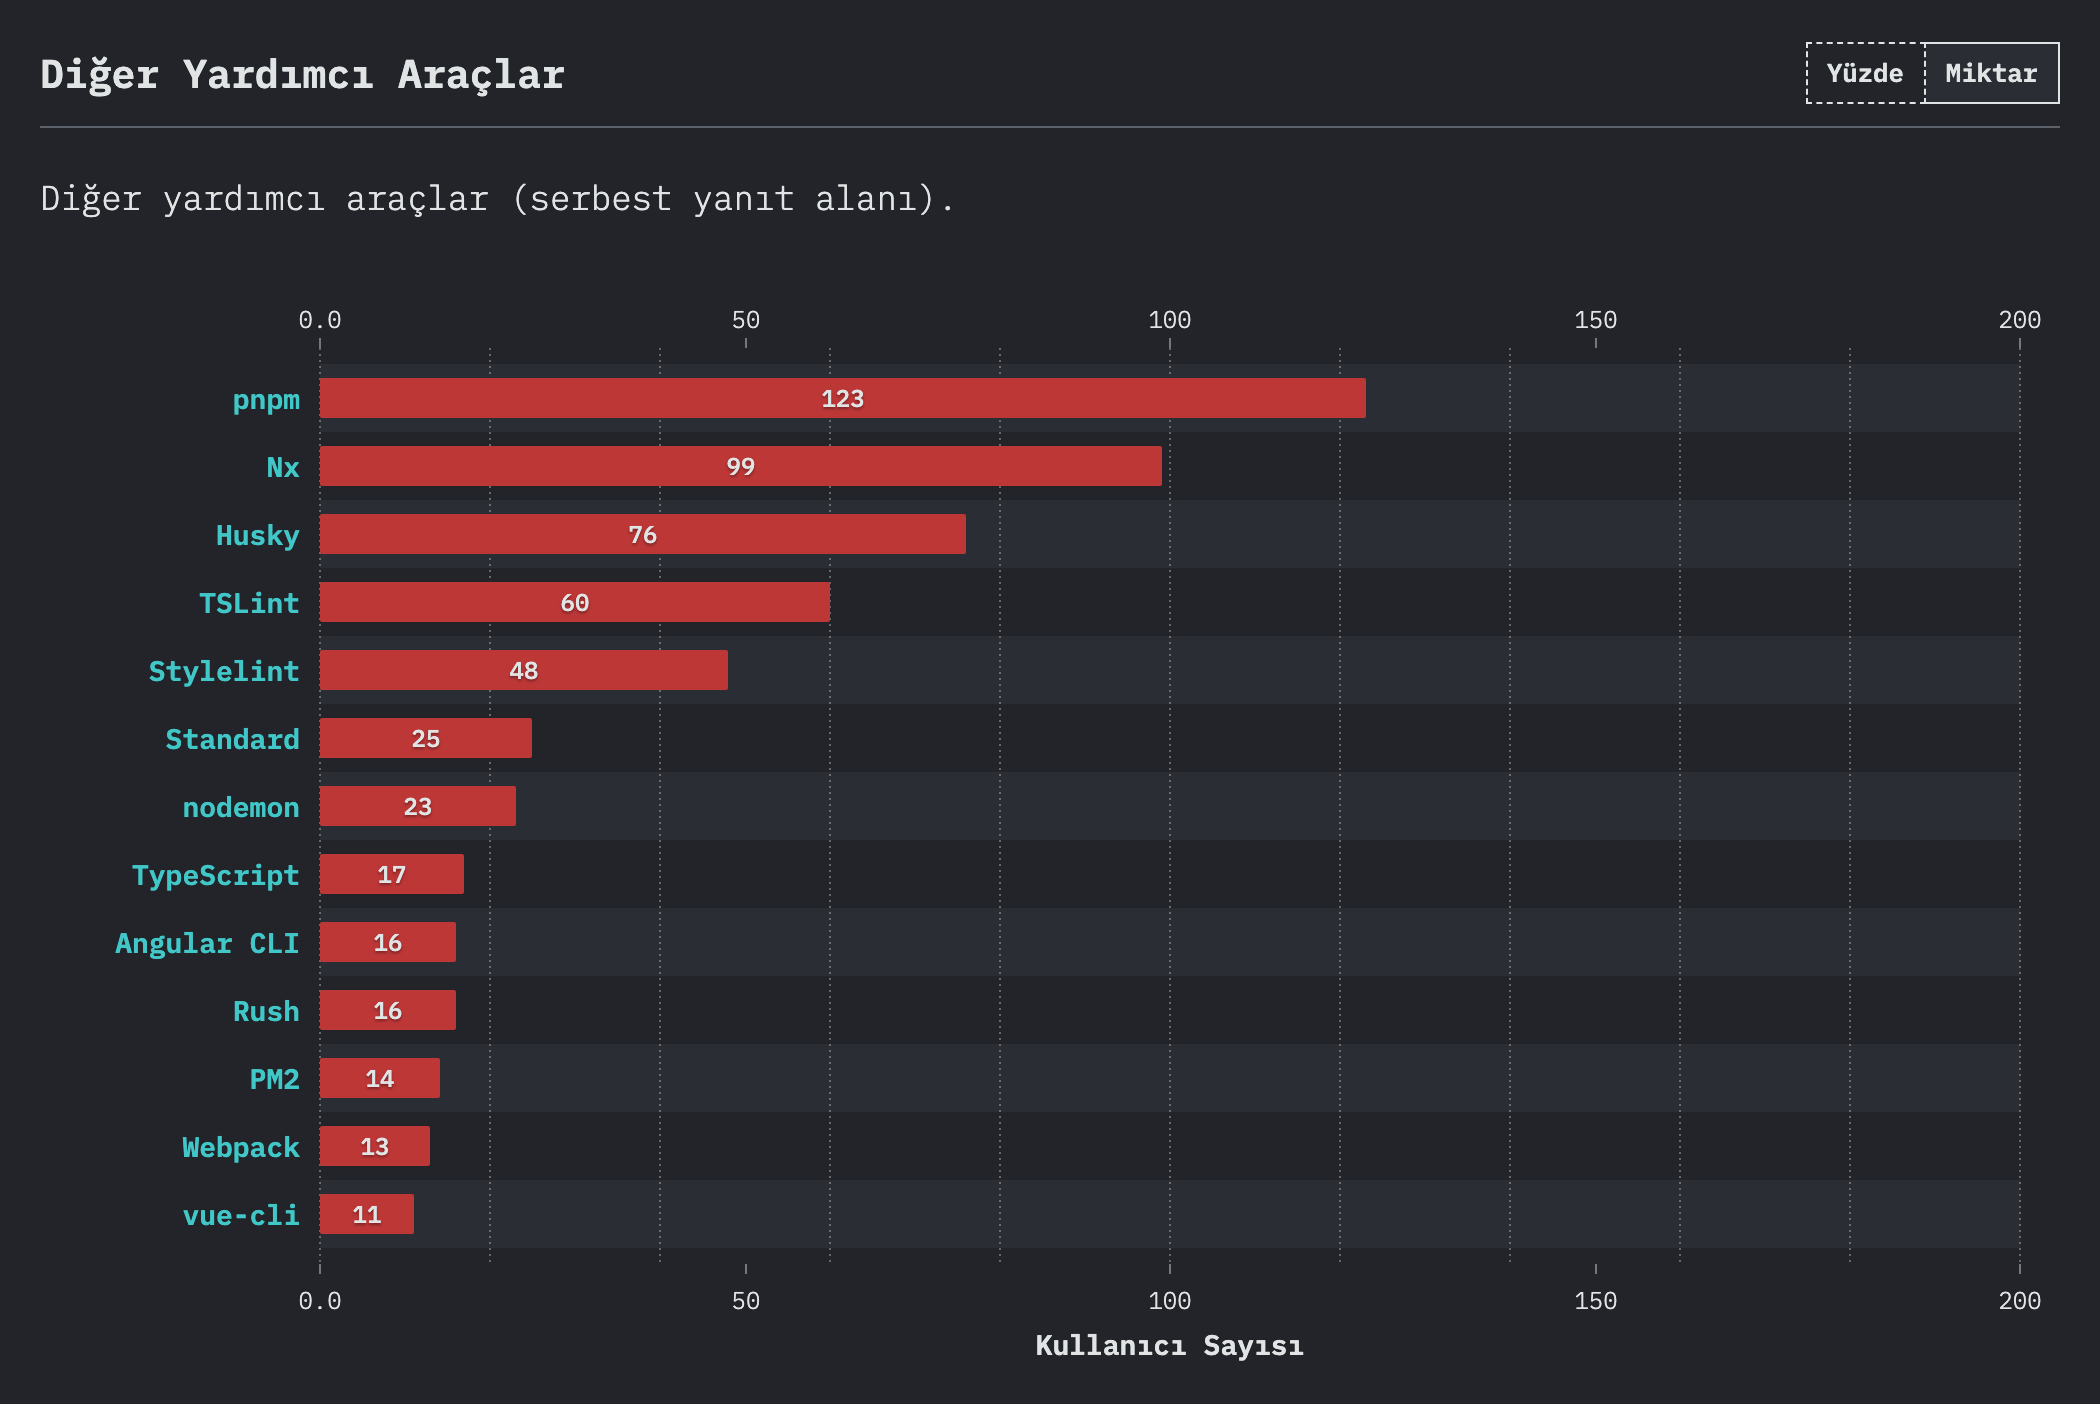 Diğer Yardımcı Araçlar
Yüzde Miktar
Diğer yardımcı araçlar (serbest yanıt alanı).
0.0 50 100 150 200
pnpm 123
Nx 99
Husky 76
TSLint 60
Stylelint 48
Standard 25
nodemon 23
TypeScript 17
Angular CLI 16
Rush 16
PM2 14
Webpack 13
vue-cli 11
0.0 50 100 150 200
Kullanıcı Sayısı